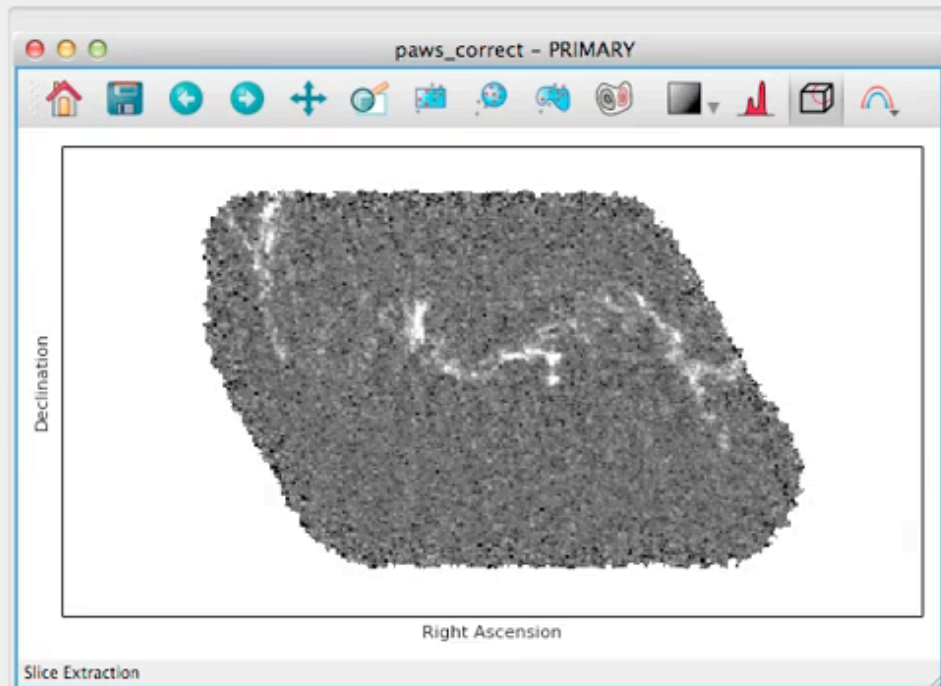 paws_correct – PRIMARY
Declination
Right Ascension
Slice Extraction